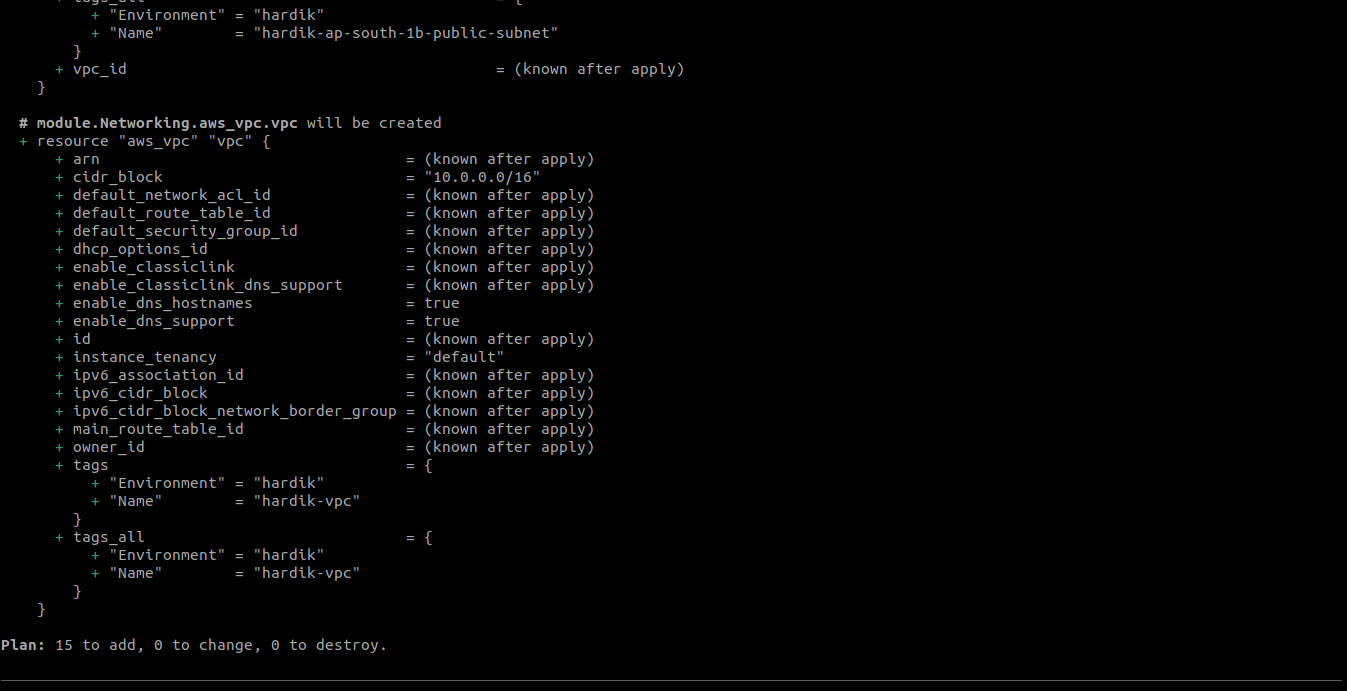 + tags_all = {
+ "Environment" = "hardik"
+ "Name" = "hardik-ap-south-1b-public-subnet"
}
+ vpc_id = (known after apply)
}
# module.Networking.aws_vpc.vpc will be created
+ resource "aws_vpc" "vpc" {
+ arn = (known after apply)
+ cidr_block = "10.0.0.0/16"
+ default_network_acl_id = (known after apply)
+ default_route_table_id = (known after apply)
+ default_security_group_id = (known after apply)
+ dhcp_options_id = (known after apply)
+ enable_classiclink = (known after apply)
+ enable_classiclink_dns_support = (known after apply)
+ enable_dns_hostnames = true
+ enable_dns_support = true
+ id = (known after apply)
+ instance_tenancy = "default"
+ ipv6_association_id = (known after apply)
+ ipv6_cidr_block = (known after apply)
+ ipv6_cidr_block_network_border_group = (known after apply)
+ main_route_table_id = (known after apply)
+ owner_id = (known after apply)
+ tags = {
+ "Environment" = "hardik"
+ "Name" = "hardik-vpc"
}
+ tags_all = {
+ "Environment" = "hardik"
+ "Name" = "hardik-vpc"
}
}
Plan: 15 to add, 0 to change, 0 to destroy.